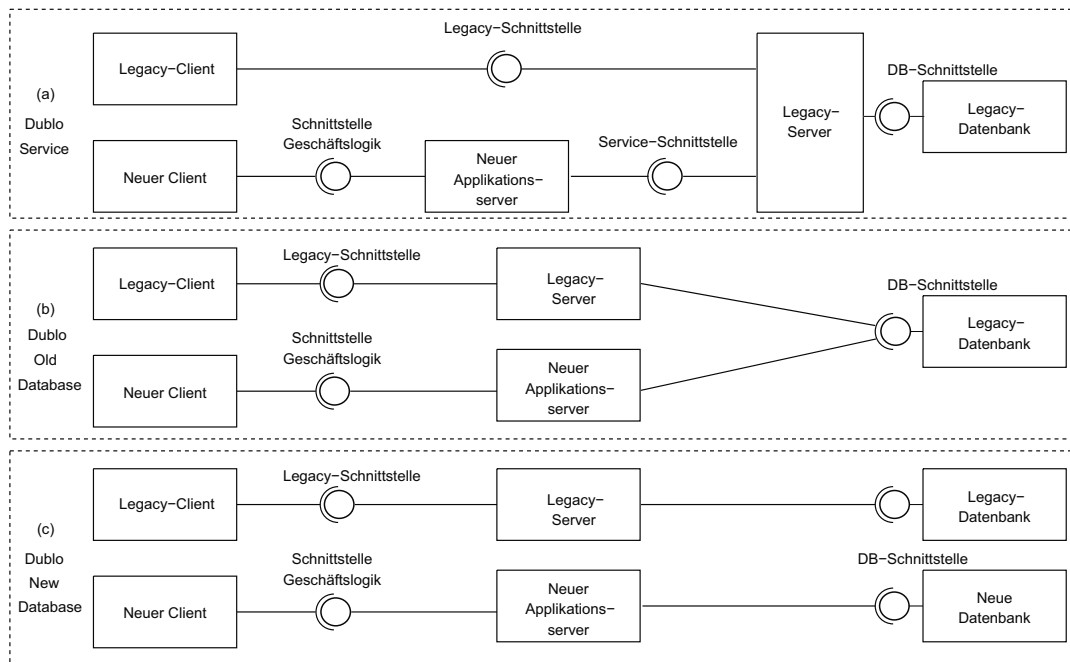 (a)
Dublo
Service
Legacy−Client
Legacy−Schnittstelle
Neuer Client
Schnittstelle
Geschäftslogik
Neuer
Applikations−
server
Service−Schnittstelle
Legacy−
Server
DB−Schnittstelle
Legacy−
Datenbank
(b)
Dublo
Old
Database
Legacy−Client
Legacy−Schnittstelle
Legacy−
Server
Neuer Client
Schnittstelle
Geschäftslogik
Neuer
Applikations−
server
DB−Schnittstelle
Legacy−
Datenbank
(c)
Dublo
New
Database
Legacy−Client
Legacy−Schnittstelle
Legacy−
Server
Legacy−
Datenbank
Neuer Client
Schnittstelle
Geschäftslogik
Neuer
Applikations−
server
DB−Schnittstelle
Neue
Datenbank